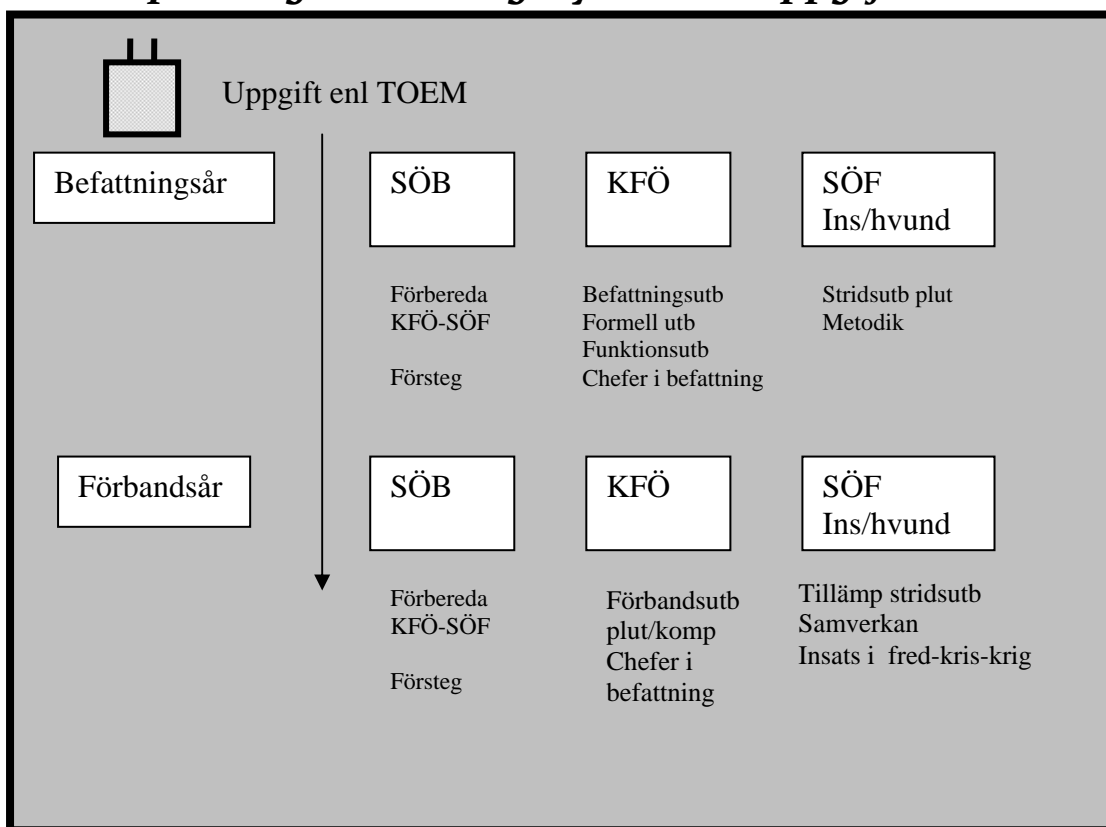 Uppgift enl TOEM
Befattningsår
SÖB
KFÖ
SÖF
Ins/hvund
Förbereda
KFÖ-SÖF
Försteg
Befattningsutb
Formell utb
Funktionsutb
Chefer i befattning
Stridsutb plut
Metodik
Förbandsår
SÖB
KFÖ
SÖF
Ins/hvund
Förbereda
KFÖ-SÖF
Försteg
Förbandsutb
plut/komp
Chefer i
befattning
Tillämp stridsutb
Samverkan
Insats i  fred-kris-krig